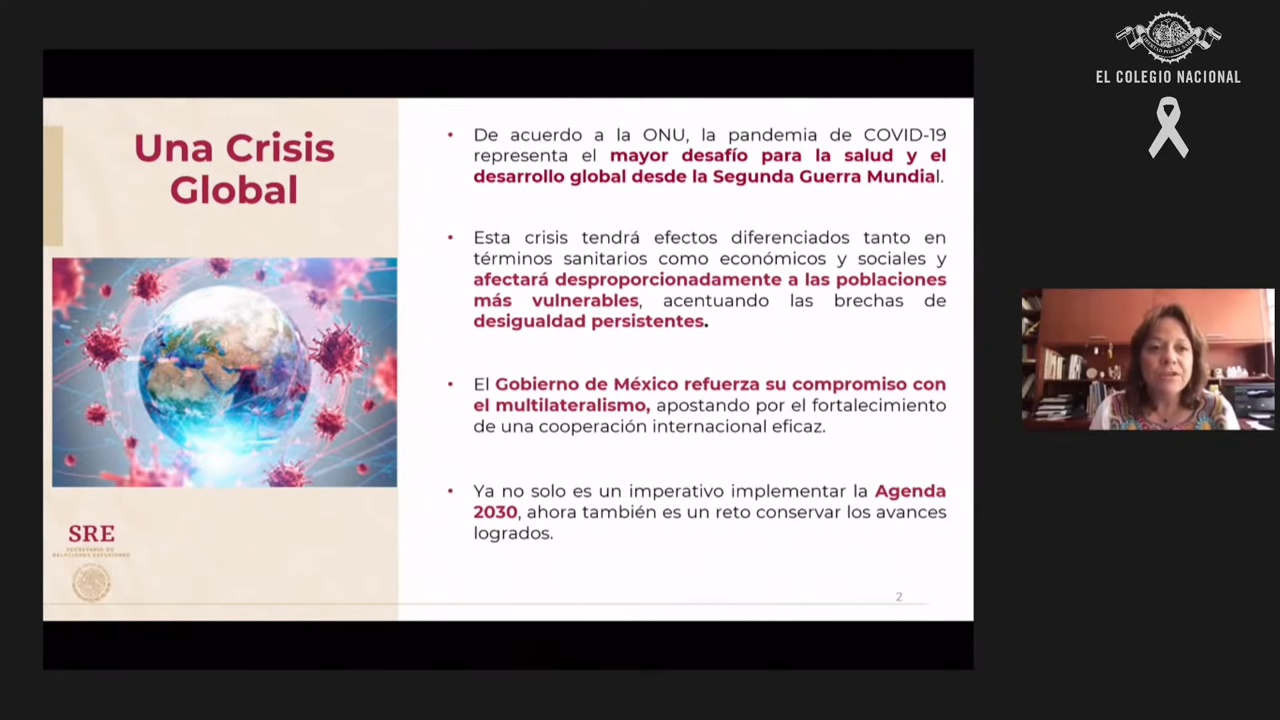 EL COLEGIO NACIONAL
Una Crisis
Global
• De acuerdo a la ONU, la pandemia de COVID-19
representa el mayor desafío para la salud y el
desarrollo global desde la Segunda Guerra Mundial.
• Esta crisis tendrá efectos diferenciados tanto en
términos sanitarios como económicos y sociales y
afectará desproporcionadamente a las poblaciones
más vulnerables, acentuando las brechas de
desigualdad persistentes.
• El Gobierno de México refuerza su compromiso con
el multilateralismo, apostando por el fortalecimiento
de una cooperación internacional eficaz.
• Ya no solo es un imperativo implementar la Agenda
2030, ahora también es un reto conservar los avances
logrados.
SRE
SECRETARÍA DE
RELACIONES EXTERIORES
2